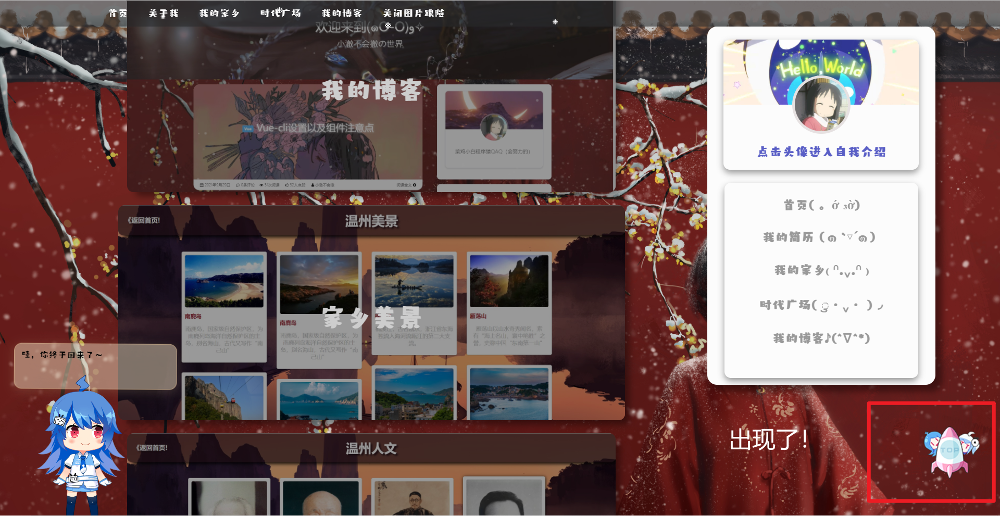 首页 关于我 我的家乡 时代广场 我的博客 关闭图片跟随
欢迎来到(๑O-O)و✧
小澈不会撤の世界
我的博客
Vue Vue-cli设置以及组件注意点
2021年9月29日 0条评论 31次阅读 32人点赞 小澈不会撤 阅读全文
菜鸡小白程序猿QAQ（会努力的）
Hello,World
点击头像进入自我介绍
首页(
我的简历
我的家乡
时代广场(
我的博客♪(^∇^*)
《返回首页!
温州美景
家乡美景
南麂岛
南麂岛，国家级自然保护区，为
南麂列岛海洋自然保护区的主
岛，别名海山，古代又写作“南
己山”
南麂岛
南麂岛，国家级自然保护区，为
南麂列岛海洋自然保护区的主
岛，别名海山，古代又写作“南
己山”
浙江省东海
独流入海河流瓯江的第二大支
流。
雁荡山
雁荡山以山水奇秀闻名，素
有“海上名山，寰中绝胜”之
誉，史称中国“东南第一山”
哇，你终于回来了～
《返回首页!
温州人文
出现了!
TOP